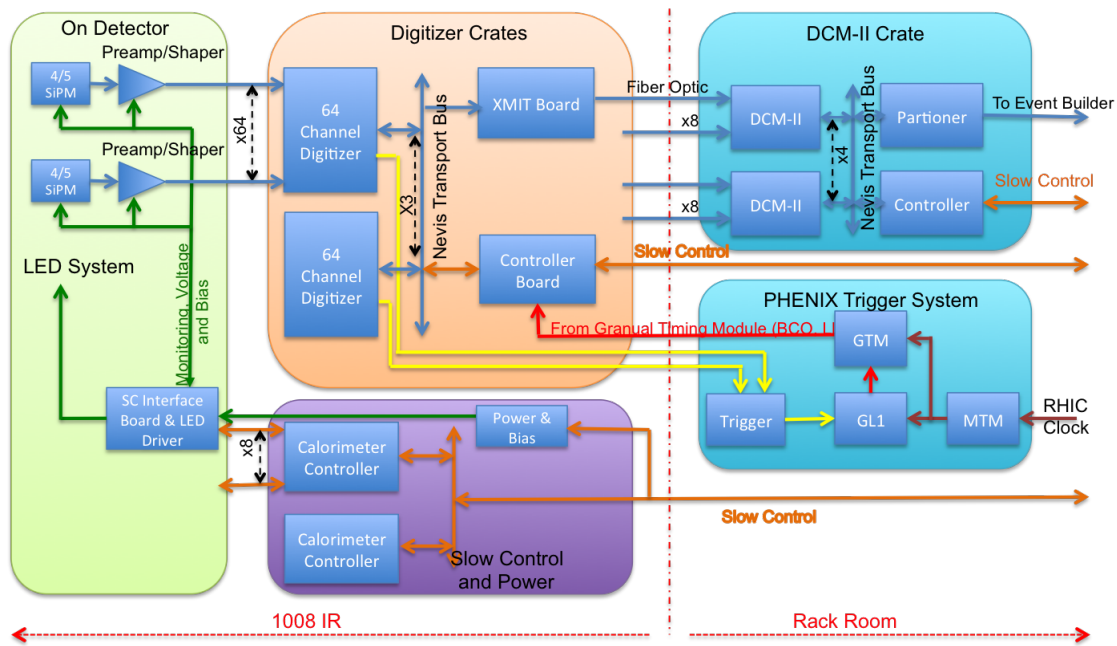 On Detector
Preamp/Shaper
4/5
SiPM
x64
Preamp/Shaper
4/5
SiPM
LED System
Monitoring, Voltage
and Bias
SC Interface
Board & LED
Driver
Digitizer Crates
64
Channel
Digitizer
X3
Nevis Transport Bus
XMIT Board
64
Channel
Digitizer
Controller
Board
From Granual Timing Module (BCO, L
Fiber Optic
x8
x8
Slow Control
DCM-II Crate
DCM-II
x4
Nevis Transport Bus
Partioner
To Event Builder
DCM-II
Controller
Slow Control
PHENIX Trigger System
GTM
Trigger
GL1
MTM
RHIC
Clock
Power &
Bias
x8
Calorimeter
Controller
Calorimeter
Controller
Slow Control
and Power
Slow Control
1008 IR
Rack Room